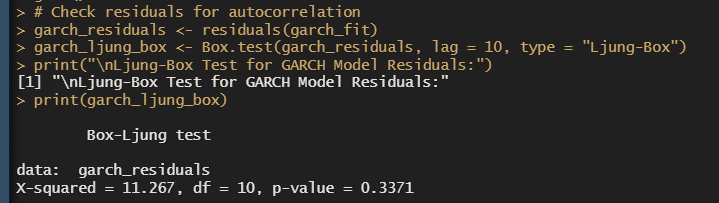 > # Check residuals for autocorrelation
> garch_residuals <- residuals(garch_fit)
> garch_ljung_box <- Box.test(garch_residuals, lag = 10, type = "Ljung-Box")
> print("\nLjung-Box Test for GARCH Model Residuals:")
[1] "\nLjung-Box Test for GARCH Model Residuals:"
> print(garch_ljung_box)
Box-Ljung test
data:  garch_residuals
X-squared = 11.267, df = 10, p-value = 0.3371